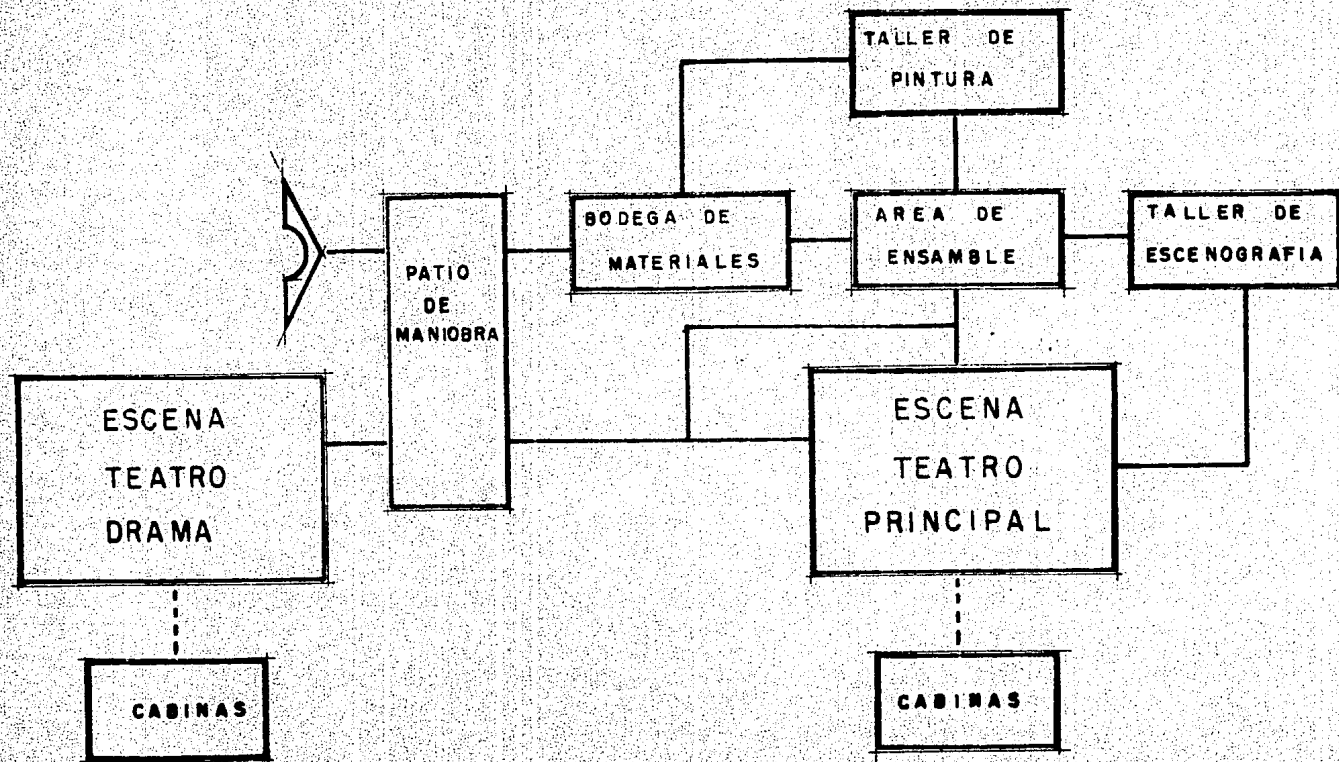 TALLER DE
PINTURA
BODEGA DE
MATERIALES
AREA DE
ENSAMBLE
TALLER DE
ESCENOGRAFIA
PATIO
DE
MANIOBRA
ESCENA
TEATRO
DRAMA
ESCENA
TEATRO
PRINCIPAL
CABINAS
CABINAS